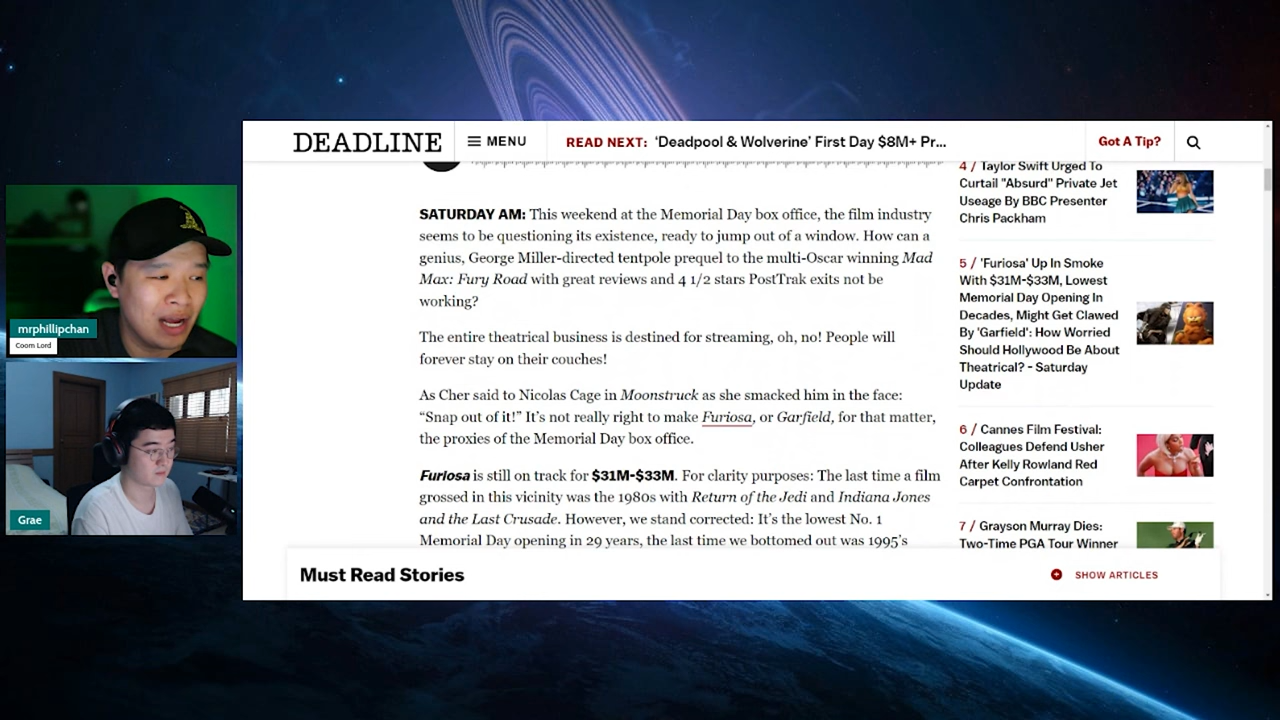 DEADLINE
MENU
READ NEXT: 'Deadpool & Wolverine' First Day $8M+ Pr...
Got A Tip?
SATURDAY AM: This weekend at the Memorial Day box office, the film industry
seems to be questioning its existence, ready to jump out of a window. How can a
genius, George Miller-directed tentpole prequel to the multi-Oscar winning Mad
Max: Fury Road with great reviews and 4 1/2 stars PostTrak exits not be
working?
The entire theatrical business is destined for streaming, oh, no! People will
forever stay on their couches!
As Cher said to Nicolas Cage in Moonstruck as she smacked him in the face:
“Snap out of it!” It’s not really right to make Furiosa, or Garfield, for that matter,
the proxies of the Memorial Day box office.
Furiosa is still on track for $31M-$33M. For clarity purposes: The last time a film
grossed in this vicinity was the 1980s with Return of the Jedi and Indiana Jones
and the Last Crusade. However, we stand corrected: It’s the lowest No. 1
Memorial Day opening in 29 years, the last time we bottomed out was 1995’s
4 / Taylor Swift Urged To
Curtail "Absurd" Private Jet
Useage By BBC Presenter
Chris Packham
5 / 'Furiosa' Up In Smoke
With $31M-$33M, Lowest
Memorial Day Opening In
Decades, Might Get Clawed
By 'Garfield': How Worried
Should Hollywood Be About
Theatrical? - Saturday
Update
6 / Cannes Film Festival:
Colleagues Defend Usher
After Kelly Rowland Red
Carpet Confrontation
7 / Grayson Murray Dies:
Two-Time PGA Tour Winner
Must Read Stories
SHOW ARTICLES
mrphillipchan
Coom Lord
Grae